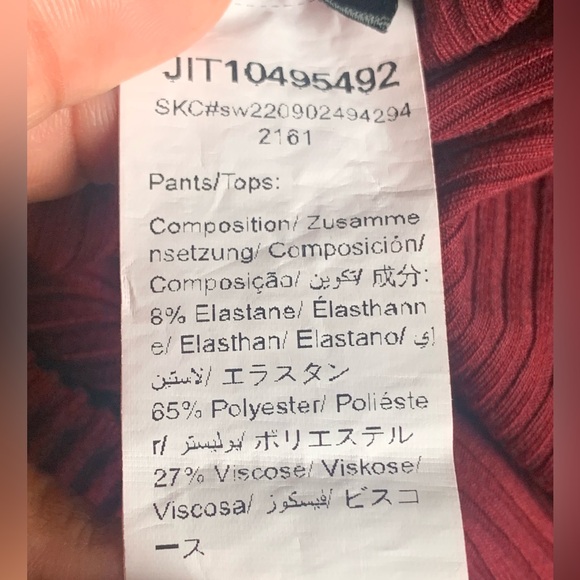 JIT10495492
SKC#sw220902494294
2161
Pants/Tops:
Composition/ Zusamme
nsetzung/ Composición/
Composição/ تكوين/ 成分:
8% Elastane/ Élasthann
e/ Elasthan/ Elastano/ إي
لاستين/ エラスタン
65% Polyester/ Poliéste
r/ بوليستر/ ポリエステル
27% Viscose/ Viskose/
Viscosa/ فيسكوز/ ビスコ
ース